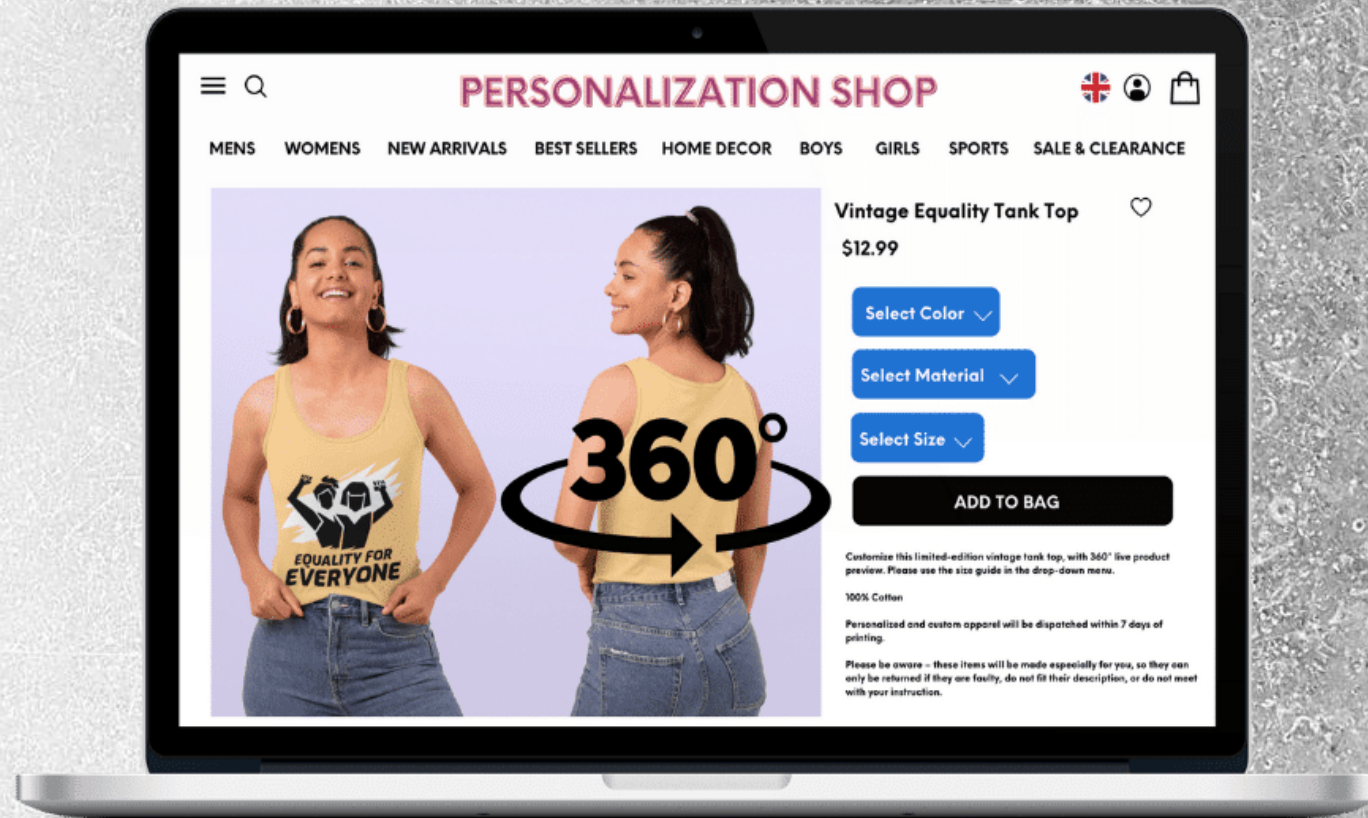 PERSONALIZATION SHOP
MENS WOMENS NEW ARRIVALS BEST SELLERS HOME DECOR BOYS GIRLS SPORTS SALE & CLEARANCE
EQUALITY FOR
EVERYONE
360°
Vintage Equality Tank Top
$12.99
Select Color
Select Material
Select Size
ADD TO BAG
Customize this limited-edition vintage tank top, with 360° live product
preview. Please use the size guide in the drop-down menu.
100% Cotton
Personalized and custom apparel will be dispatched within 7 days of
printing.
Please be aware – these items will be made especially for you, so they can
only be returned if they are faulty, do not fit their description, or do not meet
with your instruction.